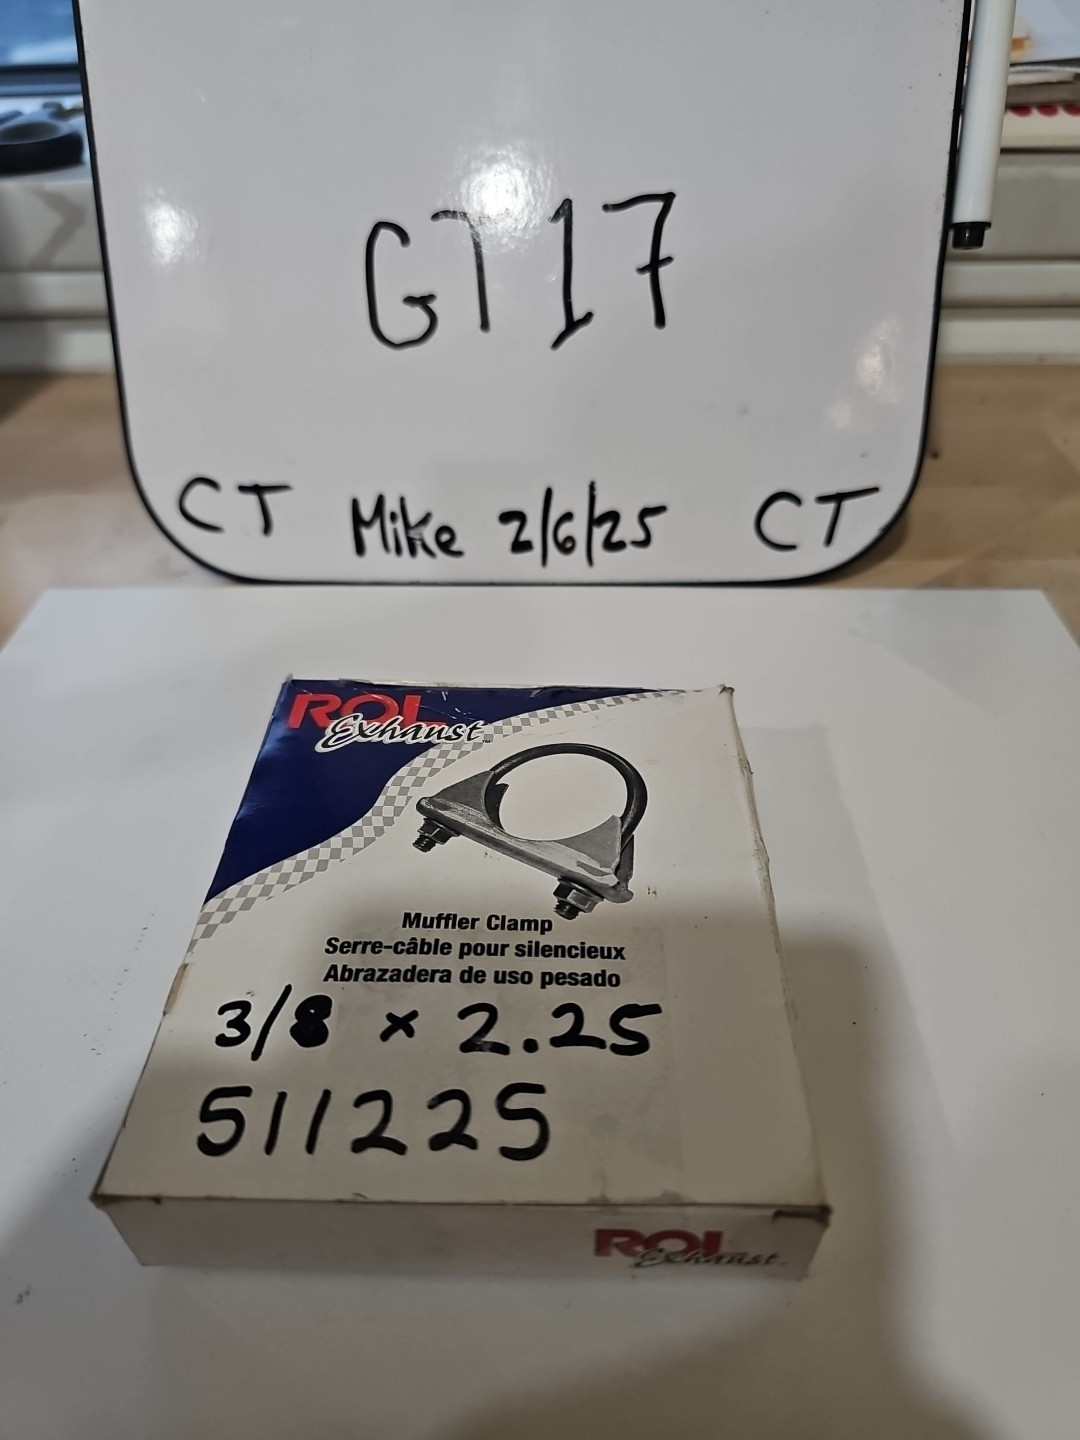 GT17
CT Mike 2/6/25 CT
ROL
Exhaust™
Muffler Clamp
Serre-câble pour silencieux
Abrazadera de uso pesado
3/8 x 2.25
511225
ROL
Exhaust